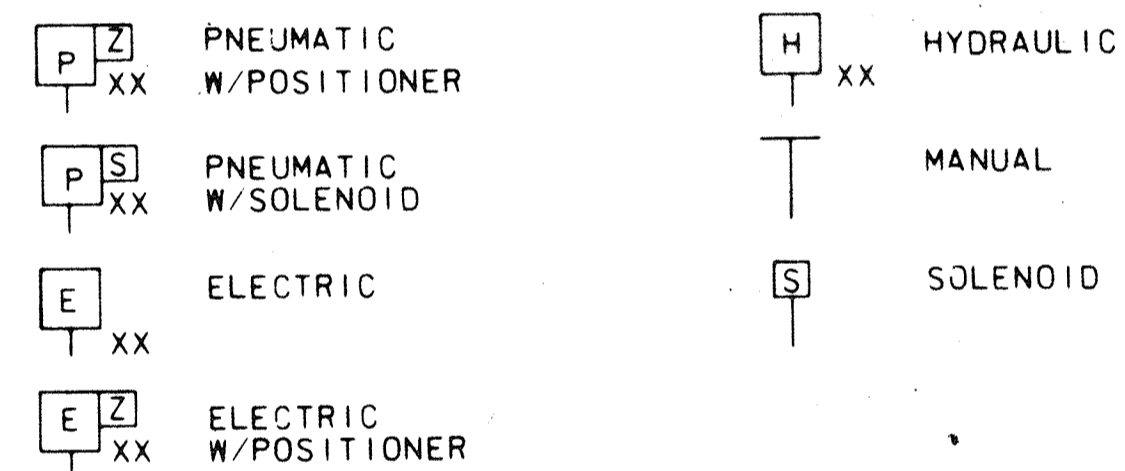 P Z XX PNEUMATIC
W/POSITIONER
P S XX PNEUMATIC
W/SOLENOID
E XX ELECTRIC
E Z XX ELECTRIC
W/POSITIONER
H XX HYDRAULIC
MANUAL
S SOLENOID